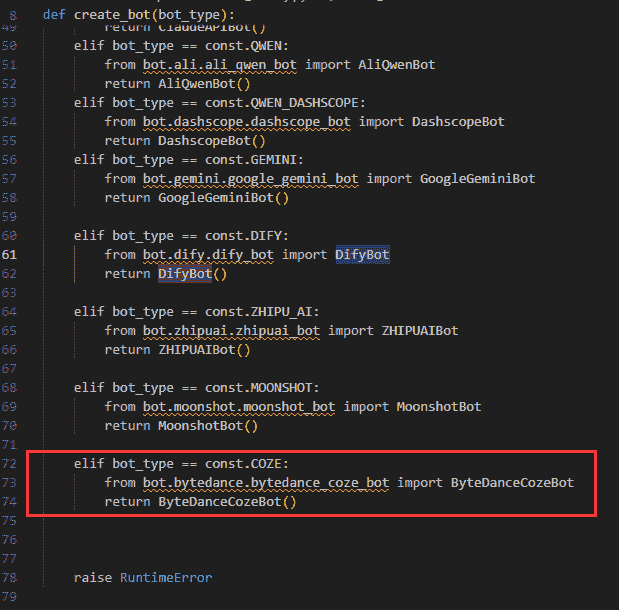 8 def create_bot(bot_type):
49 return ClaudeAPIBot()
50 elif bot_type == const.QWEN:
51 from bot.ali.ali_qwen_bot import AliQwenBot
52 return AliQwenBot()
53 elif bot_type == const.QWEN_DASHSCOPE:
54 from bot.dashscope.dashscope_bot import DashscopeBot
55 return DashscopeBot()
56 elif bot_type == const.GEMINI:
57 from bot.gemini.google_gemini_bot import GoogleGeminiBot
58 return GoogleGeminiBot()
59
60 elif bot_type == const.DIFY:
61 from bot.dify.dify_bot import DifyBot
62 return DifyBot()
63
64 elif bot_type == const.ZHIPU_AI:
65 from bot.zhipuai.zhipuai_bot import ZHIPUAIBot
66 return ZHIPUAIBot()
67
68 elif bot_type == const.MOONSHOT:
69 from bot.moonshot.moonshot_bot import MoonshotBot
70 return MoonshotBot()
71
72 elif bot_type == const.COZE:
73 from bot.bytedance.bytedance_coze_bot import ByteDanceCozeBot
74 return ByteDanceCozeBot()
75
76
77
78 raise RuntimeError
79